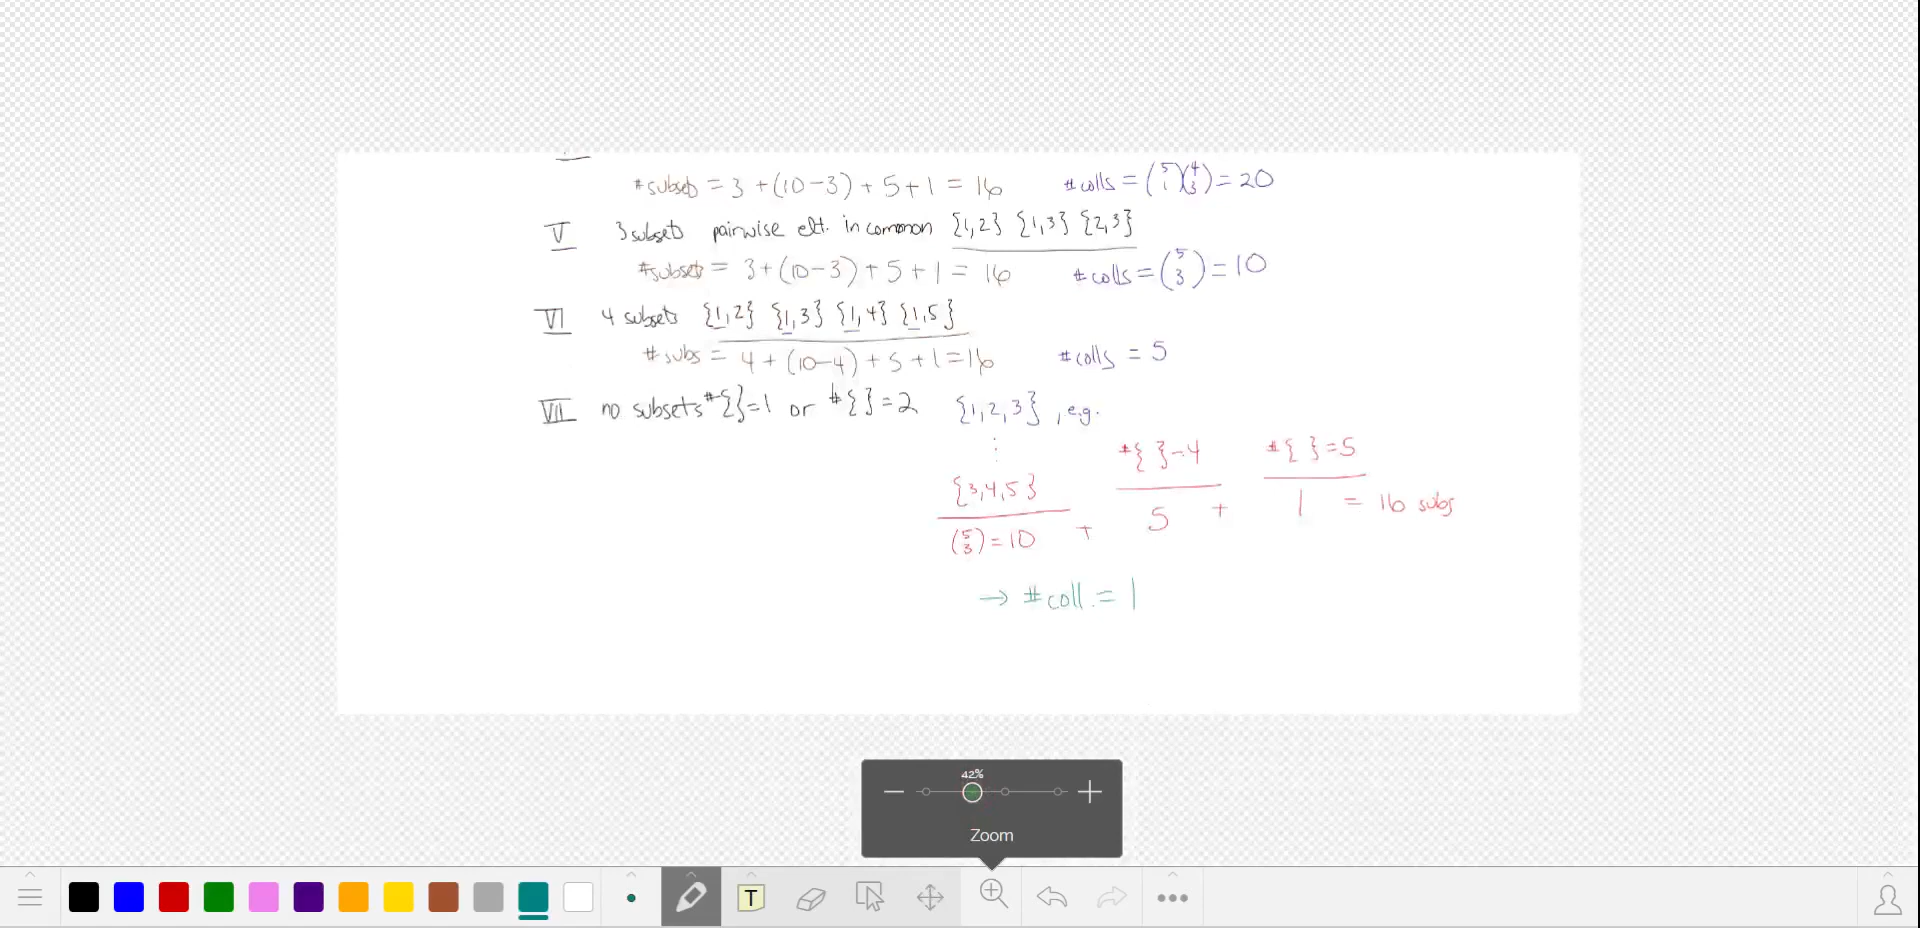 #subsets = 3 + (10-3) + 5 + 1 = 16 # colls = (5 1)(4 3) = 20
V 3 subsets pairwise elt. in common {1,2} {1,3} {2,3}
#subsets = 3 + (10-3) + 5 + 1 = 16 # colls = (5 3) = 10
VI 4 subsets {1,2} {1,3} {1,4} {1,5}
# subs = 4 + (10-4) + 5 + 1 = 16 # colls = 5
VII no subsets #{ }=1 or #{ }=2 {1,2,3}, e.g.
⋮
#{ }-4 #{ }=5
{3,4,5}
(5 3) = 10 + 5 + 1 = 16 subs
→ # coll. = 1
42%
Zoom
T